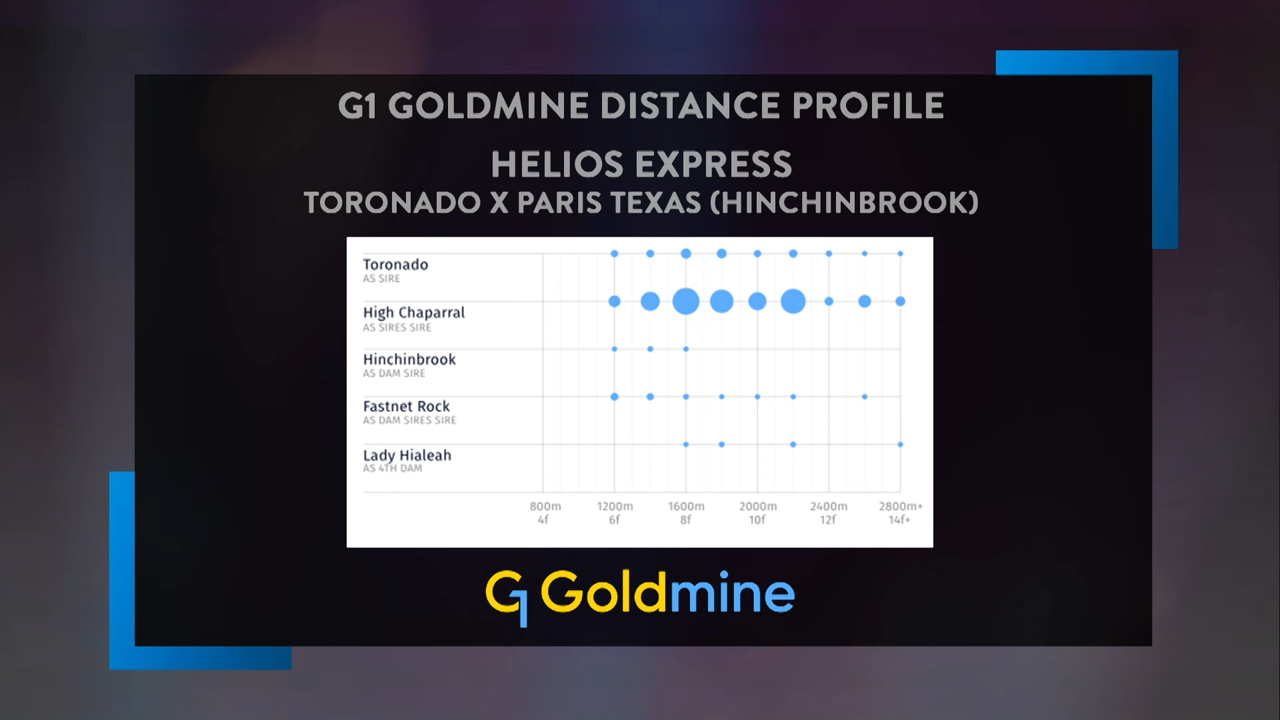 G1 GOLDMINE DISTANCE PROFILE
HELIOS EXPRESS
TORONADO X PARIS TEXAS (HINCHINBROOK)
Toronado
AS SIRE
High Chaparral
AS SIRES SIRE
Hinchinbrook
AS DAM SIRE
Fastnet Rock
AS DAM SIRES SIRE
Lady Hialeah
AS 4TH DAM
800m 1200m 1600m 2000m 2400m 2800m+
4f 6f 8f 10f 12f 14f+
G1 Goldmine